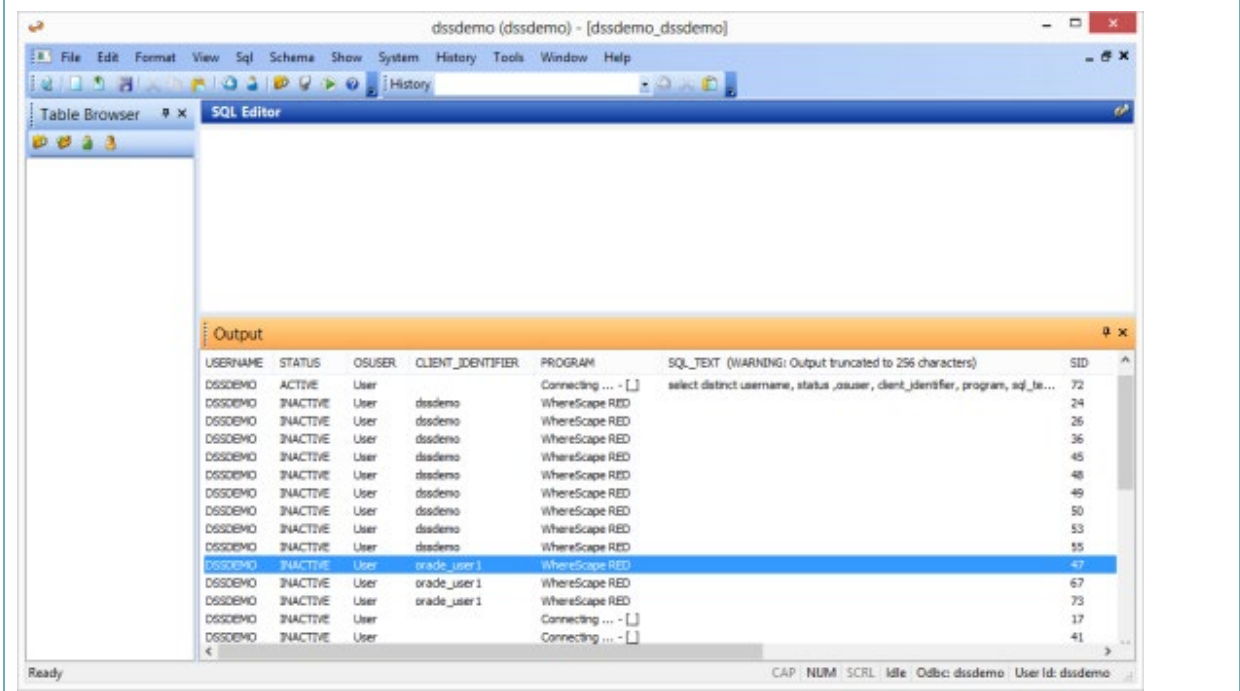 dssdemo (dssdemo) - [dssdemo_dssdemo]
File Edit Format View Sql Schema Show System History Tools Window Help
History
Table Browser
SQL Editor
Output
USERNAME STATUS OSUSER CLIENT_IDENTIFIER PROGRAM SQL_TEXT (WARNING: Output truncated to 256 characters) SID
DSSDEMO ACTIVE User Connecting ... - [_] select distinct username, status ,osuser, client_identifier, program, sql_te... 72
DSSDEMO INACTIVE User dssdemo WhereScape RED 24
DSSDEMO INACTIVE User dssdemo WhereScape RED 26
DSSDEMO INACTIVE User dssdemo WhereScape RED 36
DSSDEMO INACTIVE User dssdemo WhereScape RED 45
DSSDEMO INACTIVE User dssdemo WhereScape RED 48
DSSDEMO INACTIVE User dssdemo WhereScape RED 49
DSSDEMO INACTIVE User dssdemo WhereScape RED 50
DSSDEMO INACTIVE User dssdemo WhereScape RED 53
DSSDEMO INACTIVE User dssdemo WhereScape RED 55
DSSDEMO INACTIVE User oracle_user1 WhereScape RED 47
DSSDEMO INACTIVE User oracle_user1 WhereScape RED 67
DSSDEMO INACTIVE User oracle_user1 WhereScape RED 73
DSSDEMO INACTIVE User Connecting ... - [_] 17
DSSDEMO INACTIVE User Connecting ... - [_] 41
Ready CAP NUM SCRL Idle Odbc: dssdemo User Id: dssdemo